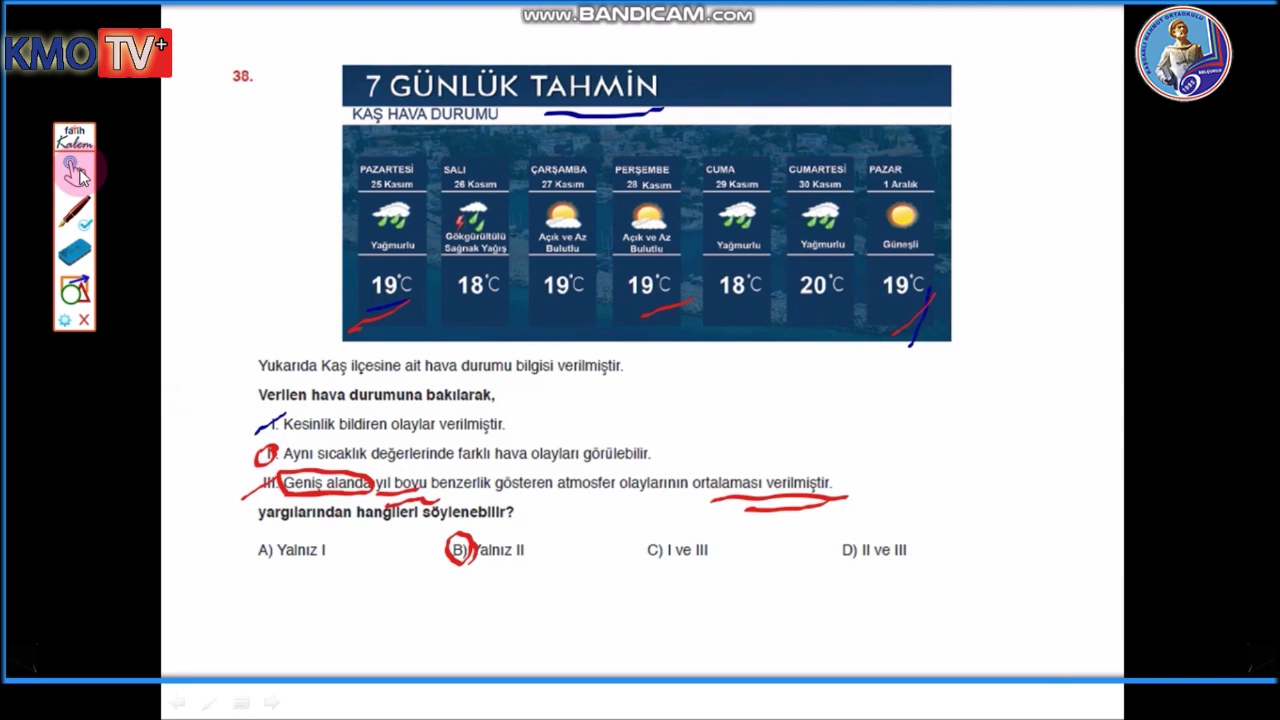 www.BANDICAM.com
KMO TV+
38.
7 GÜNLÜK TAHMİN
KAŞ HAVA DURUMU
fatih
Kalem
PAZARTESİ SALI ÇARŞAMBA PERŞEMBE CUMA CUMARTESİ PAZAR
25 Kasım 26 Kasım 27 Kasım 28 Kasım 29 Kasım 30 Kasım 1 Aralık
Yağmurlu Gökgürültülü Sağnak Yağış Açık ve Az Bulutlu Açık ve Az Bulutlu Yağmurlu Yağmurlu Güneşli
19°C 18°C 19°C 19°C 18°C 20°C 19°C
Yukarıda Kaş ilçesine ait hava durumu bilgisi verilmiştir.
Verilen hava durumuna bakılarak,
I. Kesinlik bildiren olaylar verilmiştir.
II. Aynı sıcaklık değerlerinde farklı hava olayları görülebilir.
III. Geniş alanda yıl boyu benzerlik gösteren atmosfer olaylarının ortalaması verilmiştir.
yargılarından hangileri söylenebilir?
A) Yalnız I B) Yalnız II C) I ve III D) II ve III